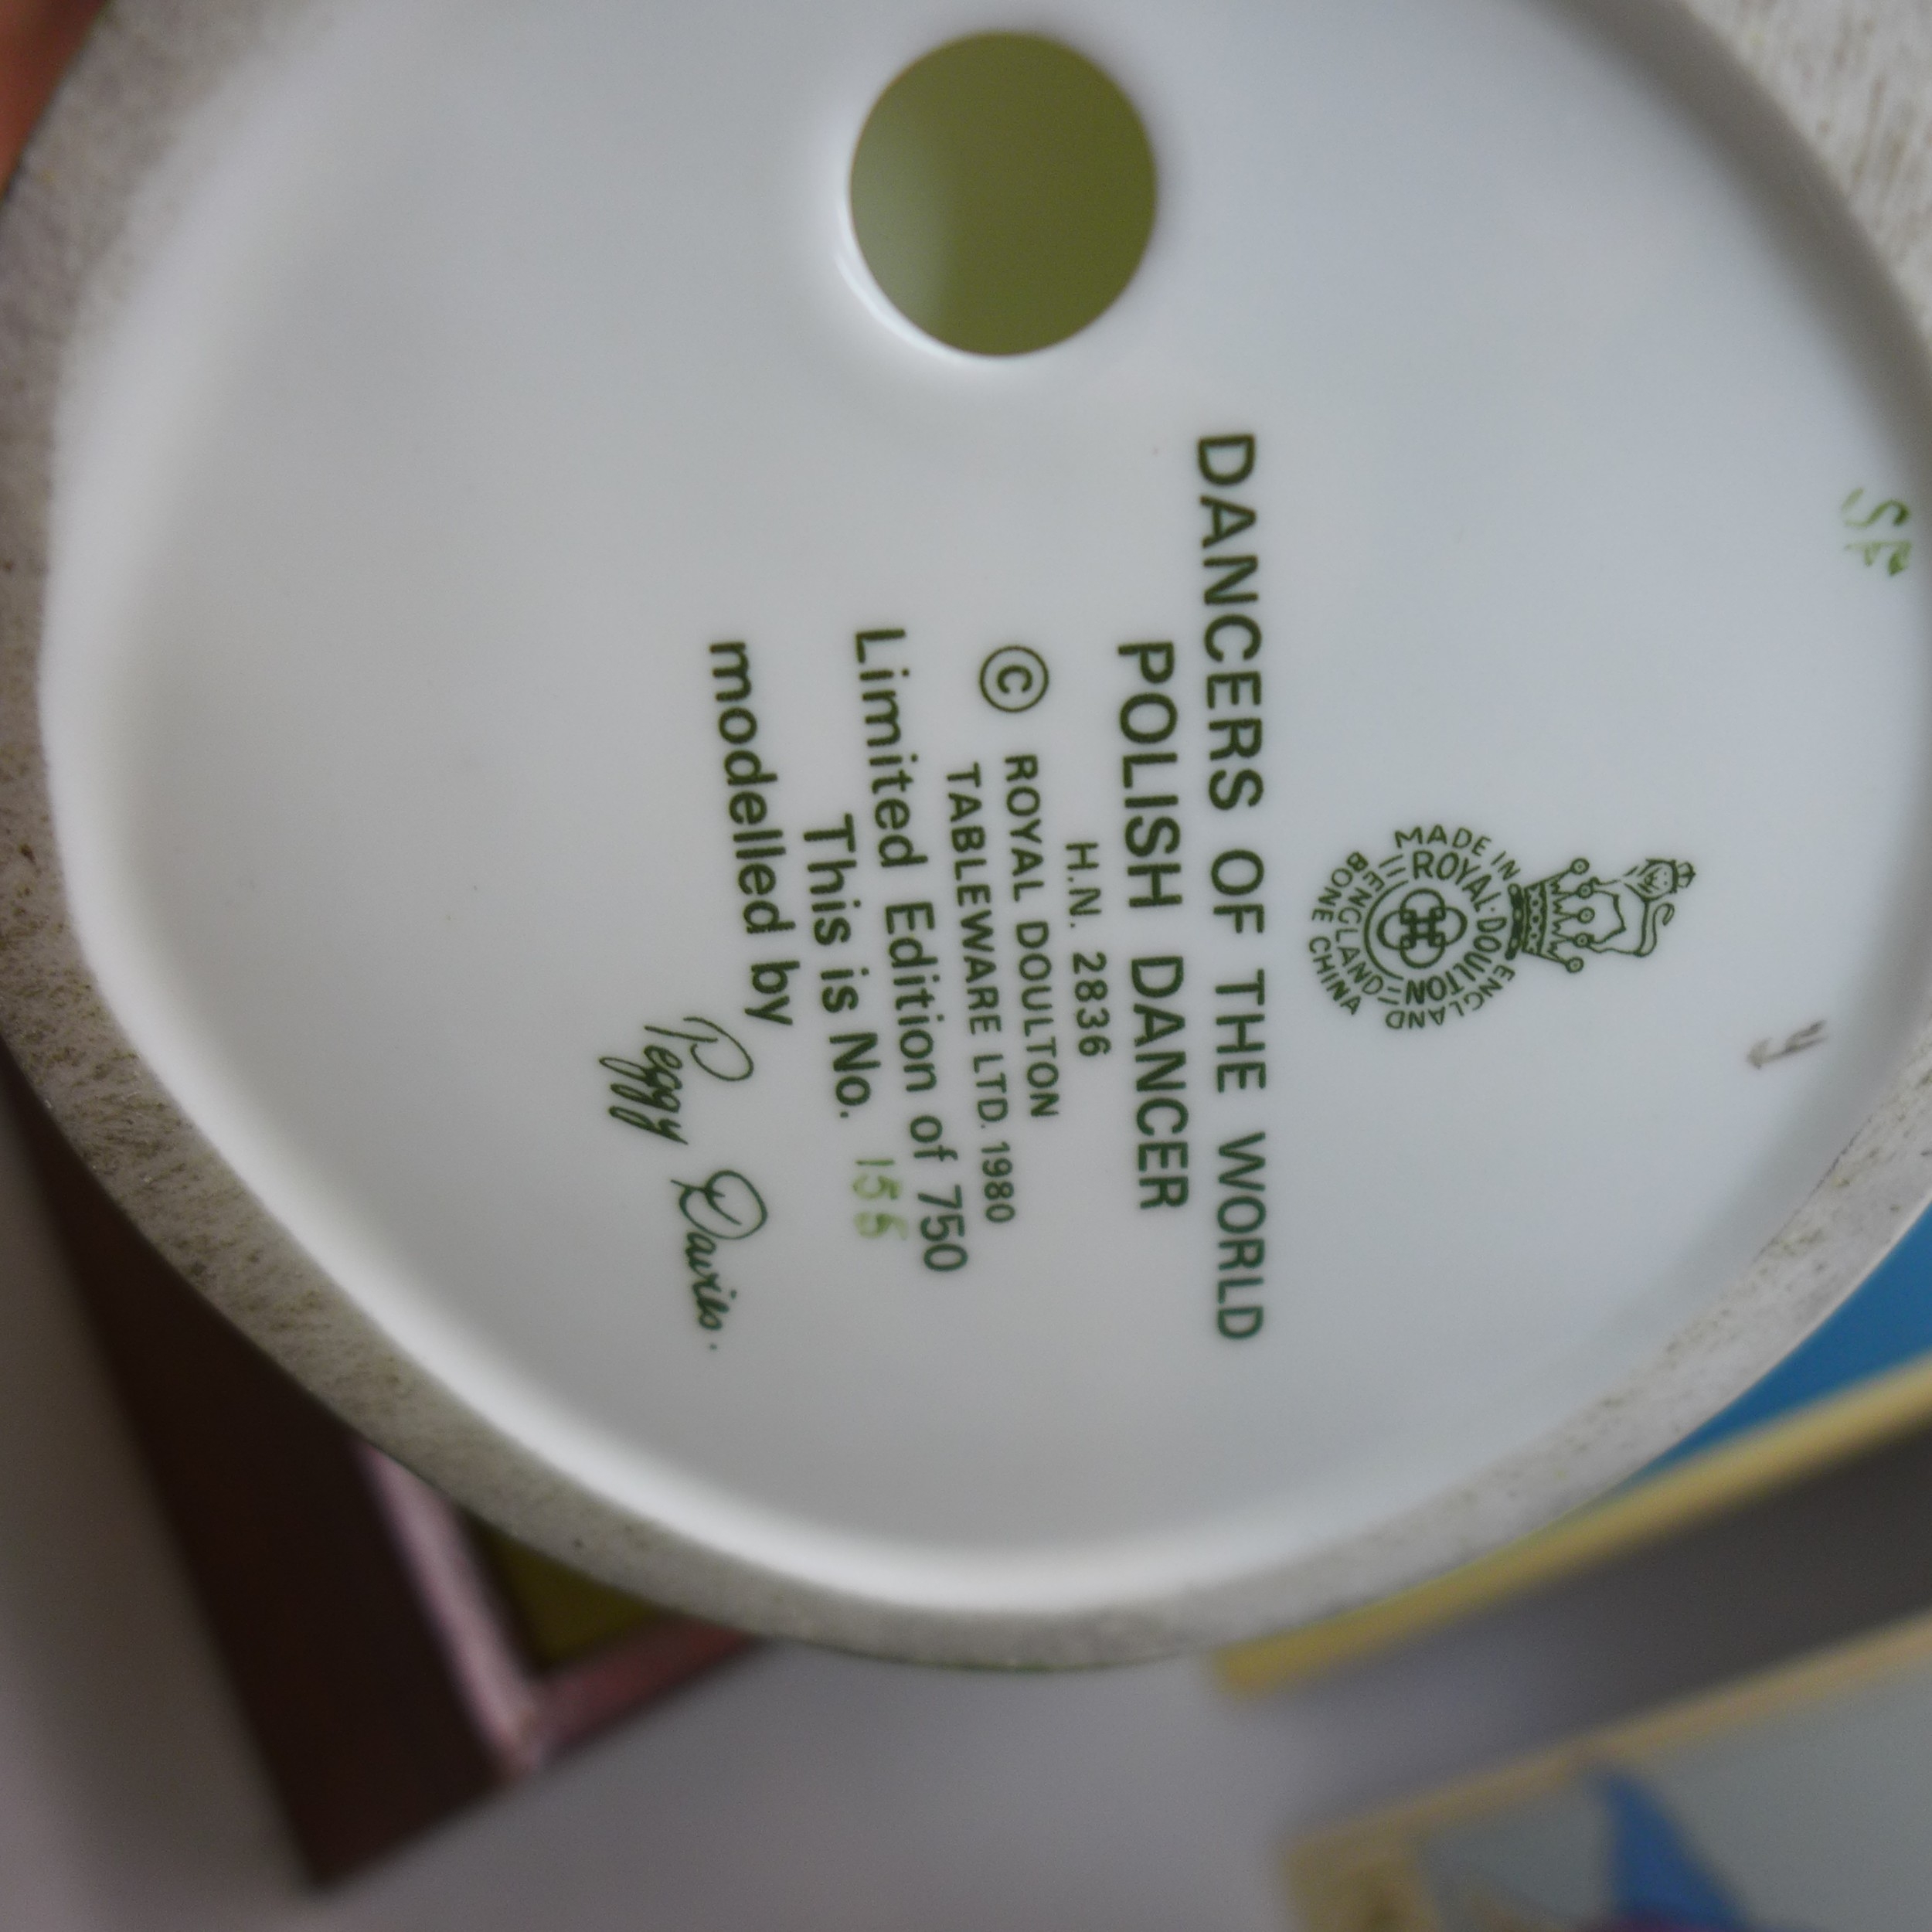 MADE IN ENGLAND
ROYAL·DOULTON
ENGLAND
BONE CHINA
DANCERS OF THE WORLD
POLISH DANCER
H.N. 2836
© ROYAL DOULTON
TABLEWARE LTD. 1980
Limited Edition of 750
This is No.
modelled by Peggy Davies.